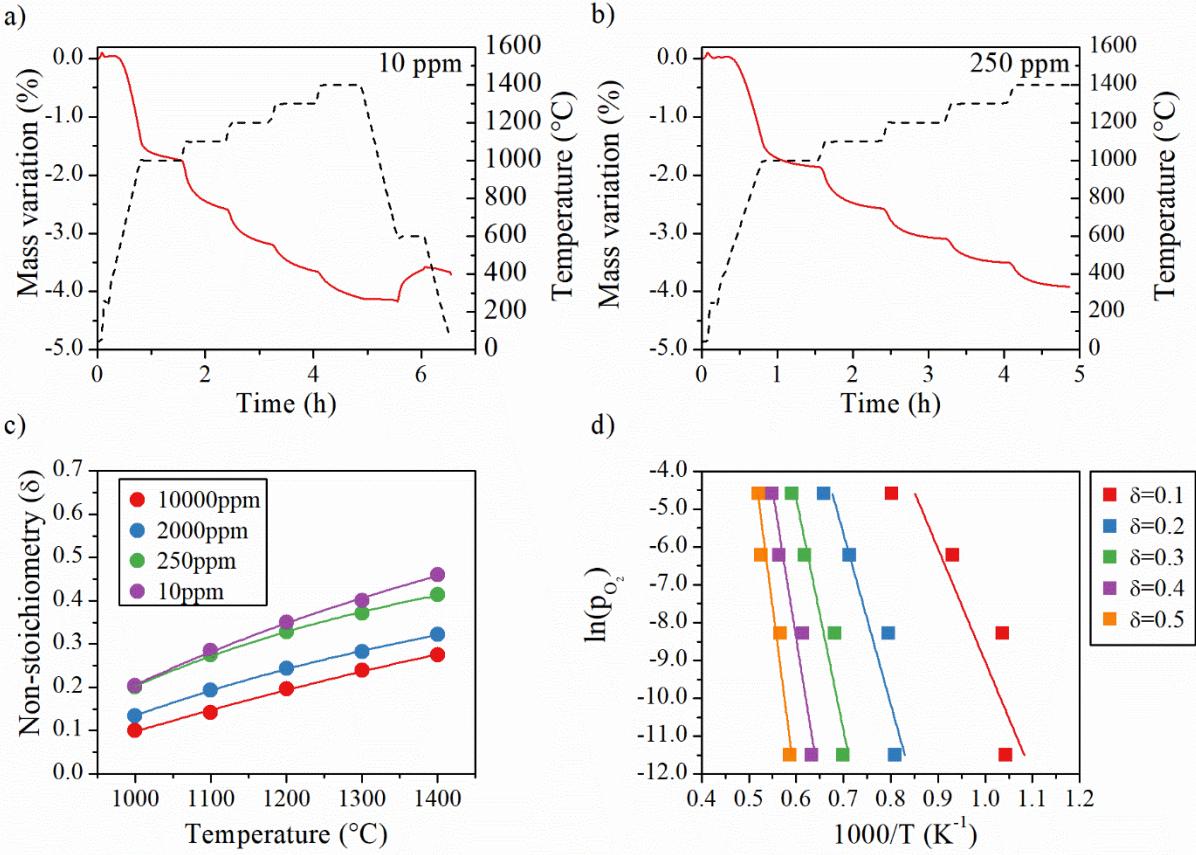 a)
10 ppm
Mass variation (%)
0.0
-1.0
-2.0
-3.0
-4.0
-5.0
0
2
4
6
Time (h)
1600
1400
1200
1000
800
600
400
200
0
Temperature (°C)
b)
250 ppm
Mass variation (%)
0.0
-1.0
-2.0
-3.0
-4.0
-5.0
0
1
2
3
4
5
Time (h)
1600
1400
1200
1000
800
600
400
200
0
Temperature (°C)
c)
Non-stoichiometry (δ)
0.7
0.6
0.5
0.4
0.3
0.2
0.1
0.0
10000ppm
2000ppm
250ppm
10ppm
1000
1100
1200
1300
1400
Temperature (°C)
d)
ln(pO2)
-4.0
-5.0
-6.0
-7.0
-8.0
-9.0
-10.0
-11.0
-12.0
0.4
0.5
0.6
0.7
0.8
0.9
1.0
1.1
1.2
1000/T (K-1)
δ=0.1
δ=0.2
δ=0.3
δ=0.4
δ=0.5